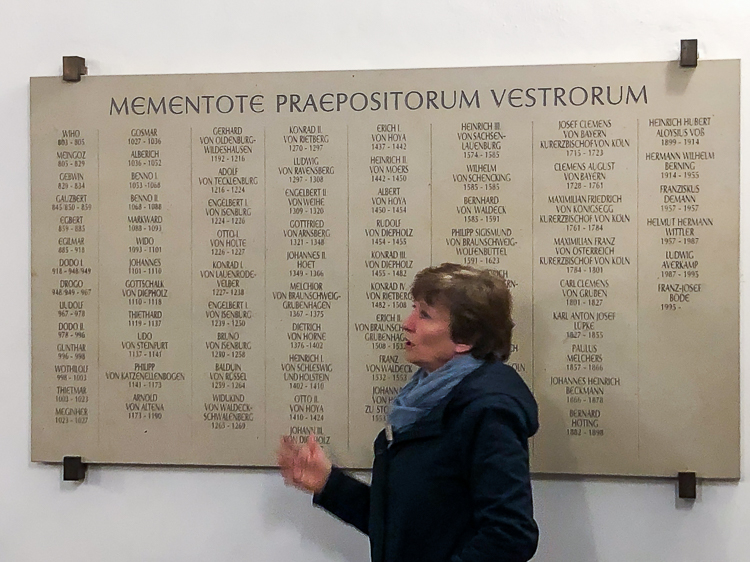 MEMENTOTE PRAEPOSITORUM VESTRORUM
WIHO
803 - 805
MEINGOZ
805 - 829
GEBWIN
829 - 834
GAUZBERT
845/850 - 859
EGBERT
859 - 885
EGILMAR
885 - 918
DODO I.
918 - 948/949
DROGO
948/949 - 967
LIUDOLF
967 - 978
DODO II.
978 - 996
GUNTHAR
996 - 998
WOTHILOLF
998 - 1003
THIETMAR
1003 - 1023
MEGINHER
1023 - 1027
GOSMAR
1027 - 1036
ALBERICH
1036 - 1052
BENNO I.
1053 - 1068
BENNO II.
1068 - 1088
MARKWARD
1088 - 1093
WIDO
1093 - 1101
JOHANNES
1101 - 1110
GOTTSCHALK
VON DIEPHOLZ
1110 - 1118
THIETHARD
1119 - 1137
UDO
VON STEINFURT
1137 - 1141
PHILIPP
VON KATZENELLENBOGEN
1141 - 1173
ARNOLD
VON ALTENA
1173 - 1190
GERHARD
VON OLDENBURG-
WILDESHAUSEN
1192 - 1216
ADOLF
VON TECKLENBURG
1216 - 1224
ENGELBERT I.
VON ISENBURG
1224 - 1226
OTTO I.
VON HOLTE
1226 - 1227
KONRAD I.
VON LAUENRODE-
VELBER
1227 - 1238
ENGELBERT I.
VON ISENBURG
1239 - 1250
BRUNO
VON ISENBURG
1250 - 1258
BALDUIN
VON RÜSSEL
1259 - 1264
WIDUKIND
VON WALDECK-
SCHWALENBERG
1265 - 1269
KONRAD II.
VON RIETBERG
1270 - 1297
LUDWIG
VON RAVENSBERG
1297 - 1308
ENGELBERT II.
VON WEIHE
1309 - 1320
GOTTFRIED
VON ARNSBERG
1321 - 1348
JOHANNES II.
HOET
1349 - 1366
MELCHIOR
VON BRAUNSCHWEIG-
GRUBENHAGEN
1367 - 1375
DIETRICH
VON HORNE
1376 - 1402
HEINRICH I.
VON SCHLESWIG
UND HOLSTEIN
1402 - 1410
OTTO II.
VON HOYA
1410 - 1424
JOHANN III.
VON DIEPHOLZ
ERICH I.
VON HOYA
1437 - 1442
HEINRICH II.
VON MOERS
1442 - 1450
ALBERT
VON HOYA
1450 - 1454
RUDOLF
VON DIEPHOLZ
1454 - 1455
KONRAD III.
VON DIEPHOLZ
1455 - 1482
KONRAD IV.
VON RIETBERG
1482 - 1508
ERICH II.
VON BRAUNSCH
GRUBENHAG
1508 - 153
FRANZ
VON WALDECK
1532 - 1553
JOHANN
ZU
HEINRICH III.
VON SACHSEN-
LAUENBURG
1574 - 1585
WILHELM
VON SCHENCKING
1585 - 1585
BERNHARD
VON WALDECK
1585 - 1591
PHILIPP SIGISMUND
VON BRAUNSCHWEIG-
WOLFENBÜTTEL
1591 - 1623
JOSEF CLEMENS
VON BAYERN
KURERZBISCHOF VON KÖLN
1715 - 1723
CLEMENS AUGUST
VON BAYERN
1728 - 1761
MAXIMILIAN FRIEDRICH
VON KÖNIGSEGG
KURERZBISCHOF VON KÖLN
1761 - 1784
MAXIMILIAN FRANZ
VON ÖSTERREICH
KURERZBISCHOF VON KÖLN
1784 - 1801
CARL CLEMENS
VON GRUBEN
1801 - 1827
KARL ANTON JOSEF
LÜPKE
1827 - 1855
PAULUS
MELCHERS
1857 - 1866
JOHANNES HEINRICH
BECKMANN
1866 - 1878
BERNARD
HÖTING
1882 - 1898
HEINRICH HUBERT
ALOYSIUS VOẞ
1899 - 1914
HERMANN WILHELM
BERNING
1914 - 1955
FRANZISKUS
DEMANN
1957 - 1957
HELMUT HERMANN
WITTLER
1957 - 1987
LUDWIG
AVERKAMP
1987 - 1995
FRANZ-JOSEF
BODE
1995 -